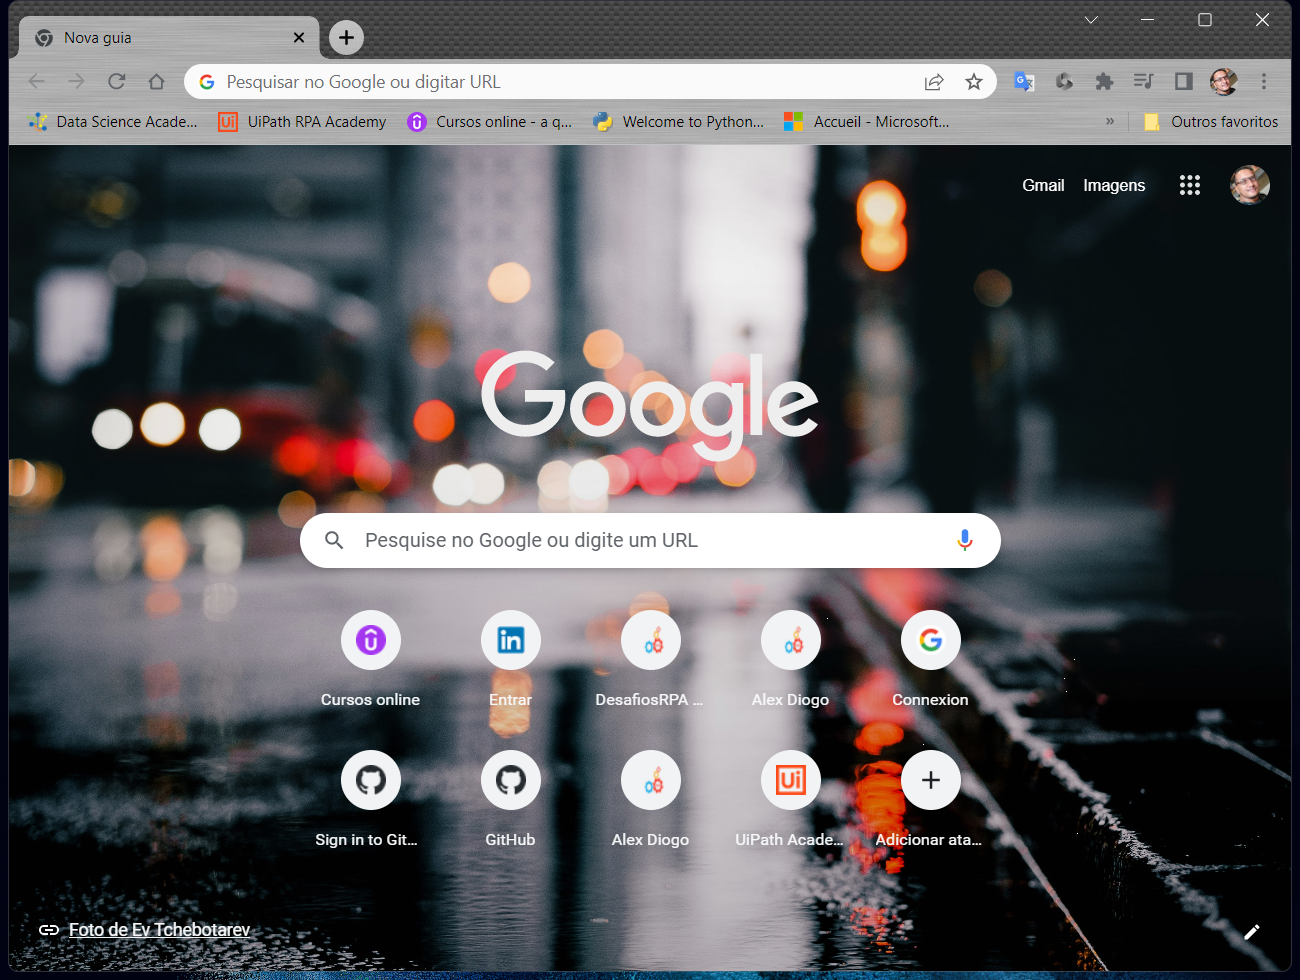 Nova guia
Pesquisar no Google ou digitar URL
Data Science Acade... UiPath RPA Academy Cursos online - a q... Welcome to Python... Accueil - Microsoft... » Outros favoritos
Gmail Imagens
Google
Pesquise no Google ou digite um URL
Cursos online Entrar DesafiosRPA ... Alex Diogo Connexion
Sign in to Git... GitHub Alex Diogo UiPath Acade... Adicionar ata...
Foto de Ev Tchebotarev